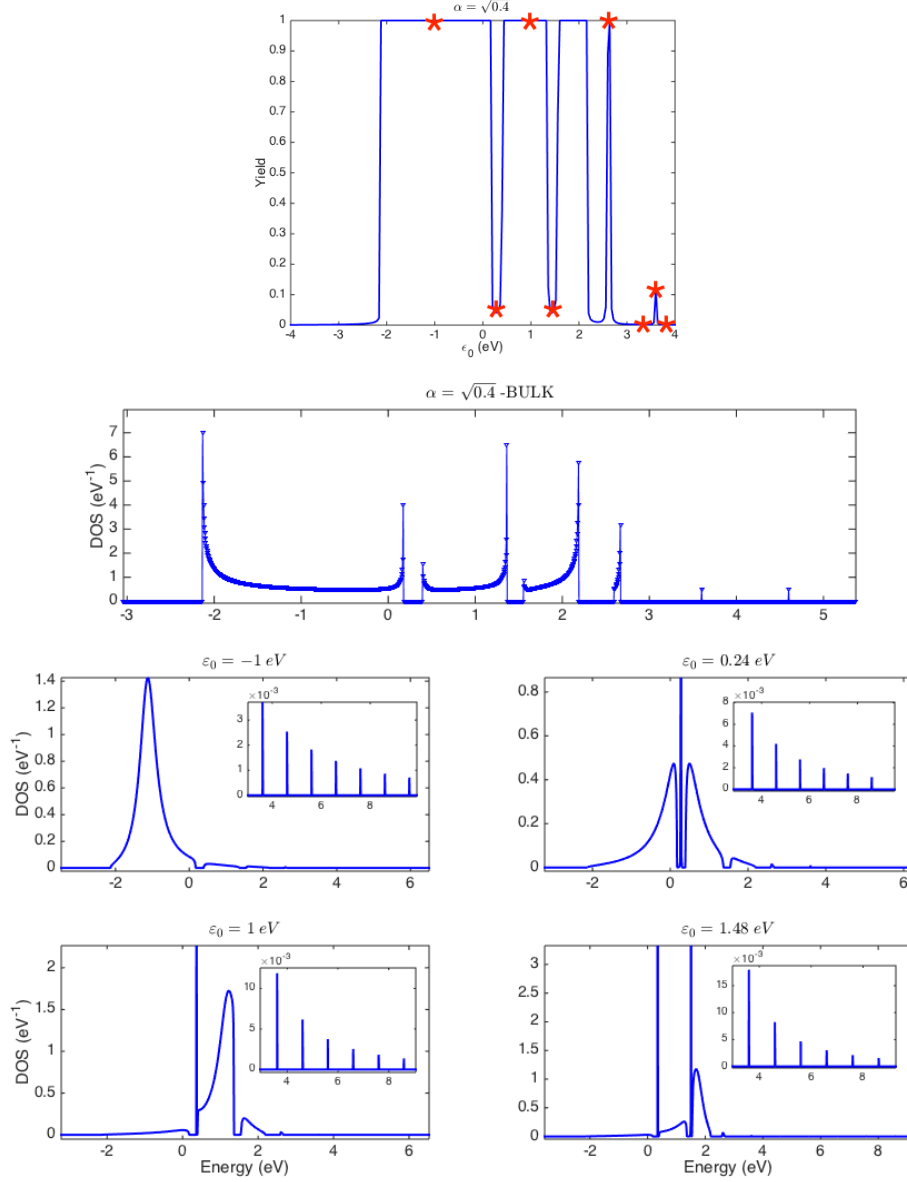 α = √0.4
1
0.9
0.8
0.7
0.6
0.5
0.4
0.3
0.2
0.1
0
Yield
-4 -3 -2 -1 0 1 2 3 4
ϵ₀ (eV)
α = √0.4 -BULK
7
6
5
4
3
2
1
0
DOS (eV⁻¹)
-3 -2 -1 0 1 2 3 4 5
ε₀ = −1 eV
1.4
1.2
1
0.8
0.6
0.4
0.2
0
DOS (eV⁻¹)
×10⁻³
3
2
1
0
4 6 8
-2 0 2 4 6
ε₀ = 0.24 eV
0.8
0.6
0.4
0.2
0
×10⁻³
8
6
4
2
0
4 6 8
-2 0 2 4 6
ε₀ = 1 eV
2
1.5
1
0.5
0
DOS (eV⁻¹)
×10⁻³
10
5
0
4 6 8
-2 0 2 4 6
Energy (eV)
ε₀ = 1.48 eV
3
2.5
2
1.5
1
0.5
0
×10⁻³
15
10
5
0
4 6 8
-4 -2 0 2 4 6 8
Energy (eV)